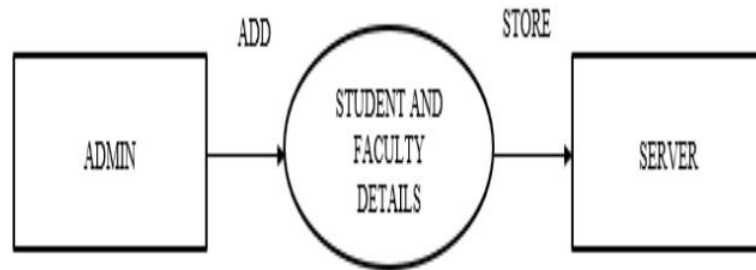 ADD
STORE
ADMIN
STUDENT AND
FACULTY
DETAILS
SERVER